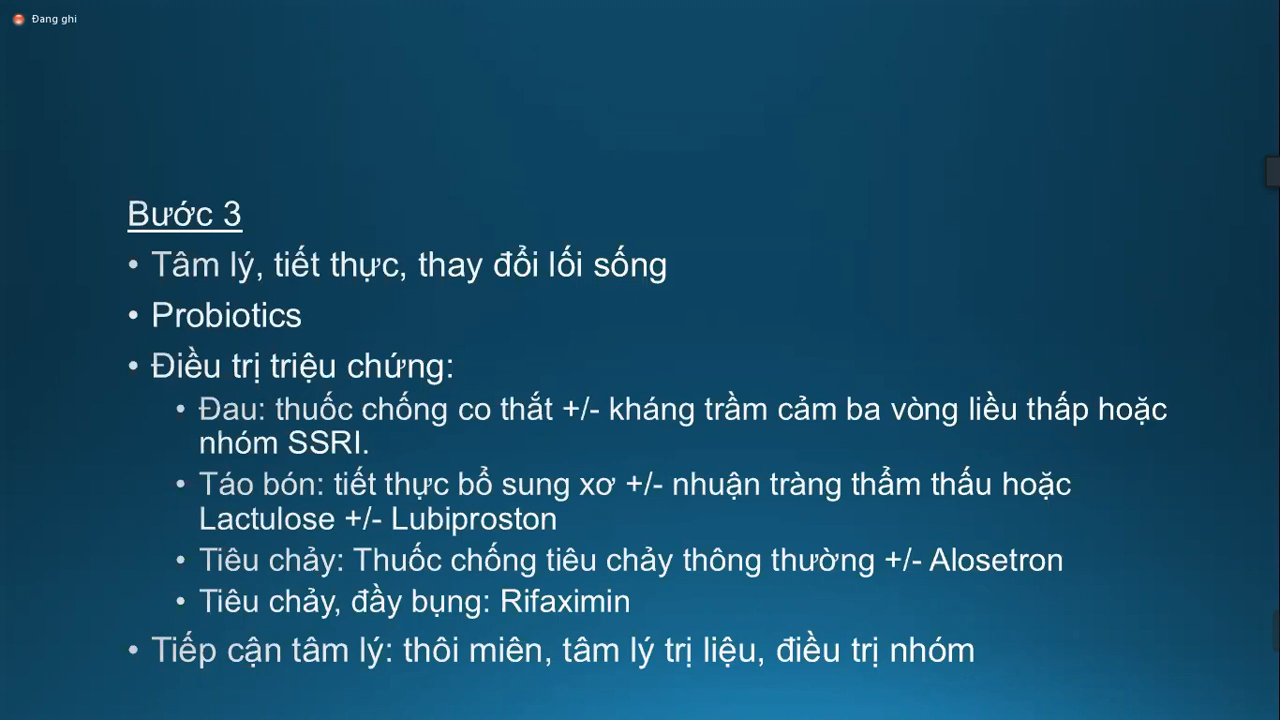 Đang ghi
Bước 3
• Tâm lý, tiết thực, thay đổi lối sống
• Probiotics
• Điều trị triệu chứng:
• Đau: thuốc chống co thắt +/- kháng trầm cảm ba vòng liều thấp hoặc
nhóm SSRI.
• Táo bón: tiết thực bổ sung xơ +/- nhuận tràng thẩm thấu hoặc
Lactulose +/- Lubiproston
• Tiêu chảy: Thuốc chống tiêu chảy thông thường +/- Alosetron
• Tiêu chảy, đầy bụng: Rifaximin
• Tiếp cận tâm lý: thôi miên, tâm lý trị liệu, điều trị nhóm